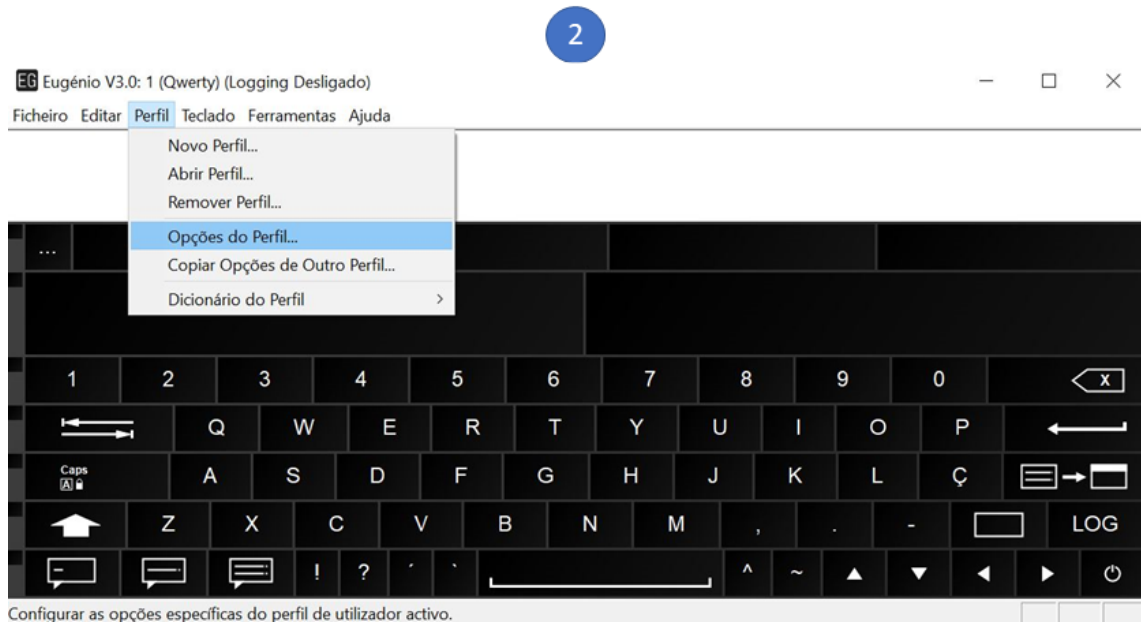 2
EG Eugénio V3.0: 1 (Qwerty) (Logging Desligado)
Ficheiro Editar Perfil Teclado Ferramentas Ajuda
Novo Perfil...
Abrir Perfil...
Remover Perfil...
Opções do Perfil...
Copiar Opções de Outro Perfil...
Dicionário do Perfil >
...
1 2 3 4 5 6 7 8 9 0 X
Q W E R T Y U I O P
Caps A A S D F G H J K L Ç
Z X C V B N M , . - LOG
! ? ´ ` ^ ~
Configurar as opções específicas do perfil de utilizador activo.